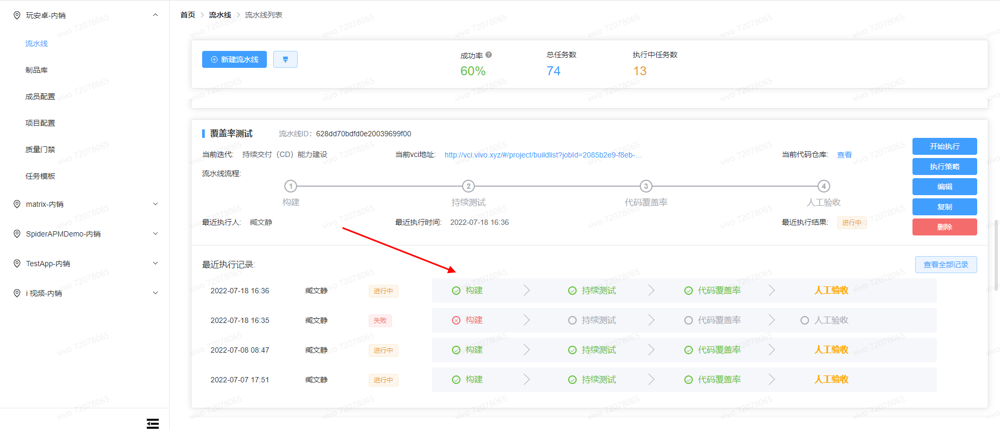 玩安卓-内销
流水线
制品库
成员配置
项目配置
质量门禁
任务模板
matrix-内销
SpiderAPMDemo-内销
TestApp-内销
i 视频-内销
首页 > 流水线 > 流水线列表
新建流水线
成功率 总任务数 执行中任务数
60% 74 13
覆盖率测试 流水线ID： 628dd70bdfd0e20039699f00
当前迭代: 持续交付（CD）能力建设 当前vci地址: http://vci.vivo.xyz/#/project/buildlist?jobId=2085b2e9-f8eb-... 当前代码仓库: 查看
流水线流程:
1 2 3 4
构建 持续测试 代码覆盖率 人工验收
最近执行人: 臧文静 最近执行时间: 2022-07-18 16:36 最近执行结果: 进行中
开始执行
执行策略
编辑
复制
删除
最近执行记录: 查看全部记录
2022-07-18 16:36 臧文静 进行中 构建 持续测试 代码覆盖率 人工验收
2022-07-18 16:35 臧文静 失败 构建 持续测试 代码覆盖率 人工验收
2022-07-08 08:47 臧文静 进行中 构建 持续测试 代码覆盖率 人工验收
2022-07-07 17:51 臧文静 进行中 构建 持续测试 代码覆盖率 人工验收
vivo 72078065